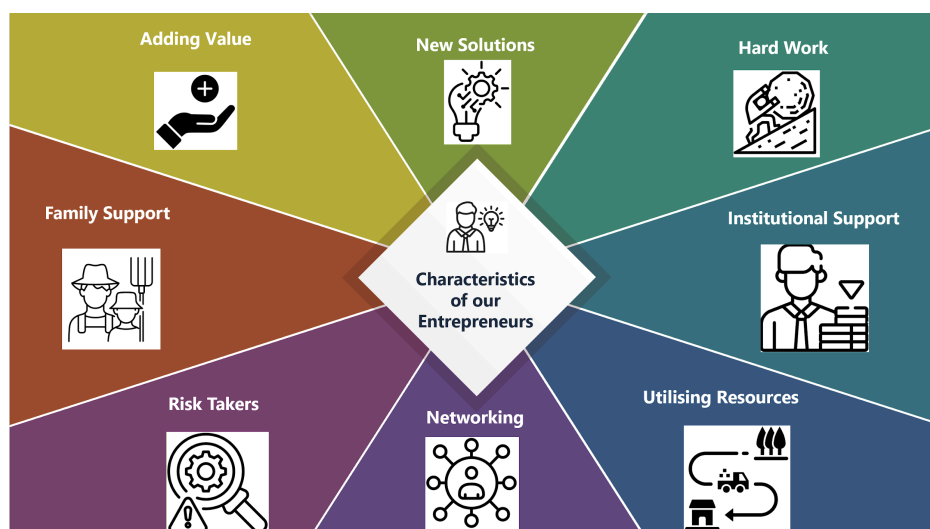 Adding Value
New Solutions
Hard Work
Family Support
Characteristics
of our
Entrepreneurs
Institutional Support
Risk Takers
Networking
Utilising Resources